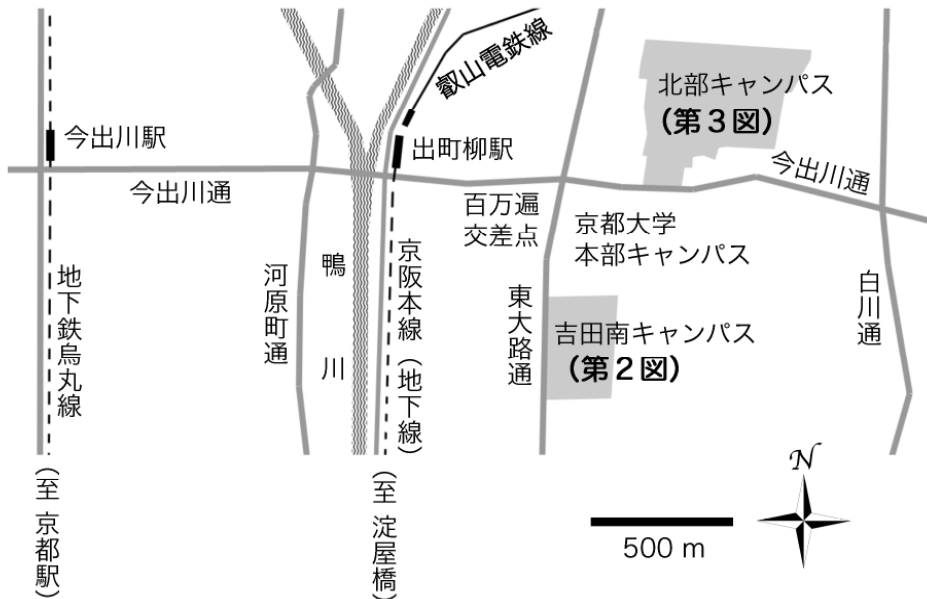 叡山電鉄線
北部キャンパス
（第３図）
今出川駅
出町柳駅
今出川通
今出川通
百万遍
交差点
京都大学
本部キャンパス
地下鉄烏丸線
河原町通
鴨川
京阪本線（地下線）
東大路通
白川通
吉田南キャンパス
（第２図）
（至 京都駅）
（至 淀屋橋）
N
500 m